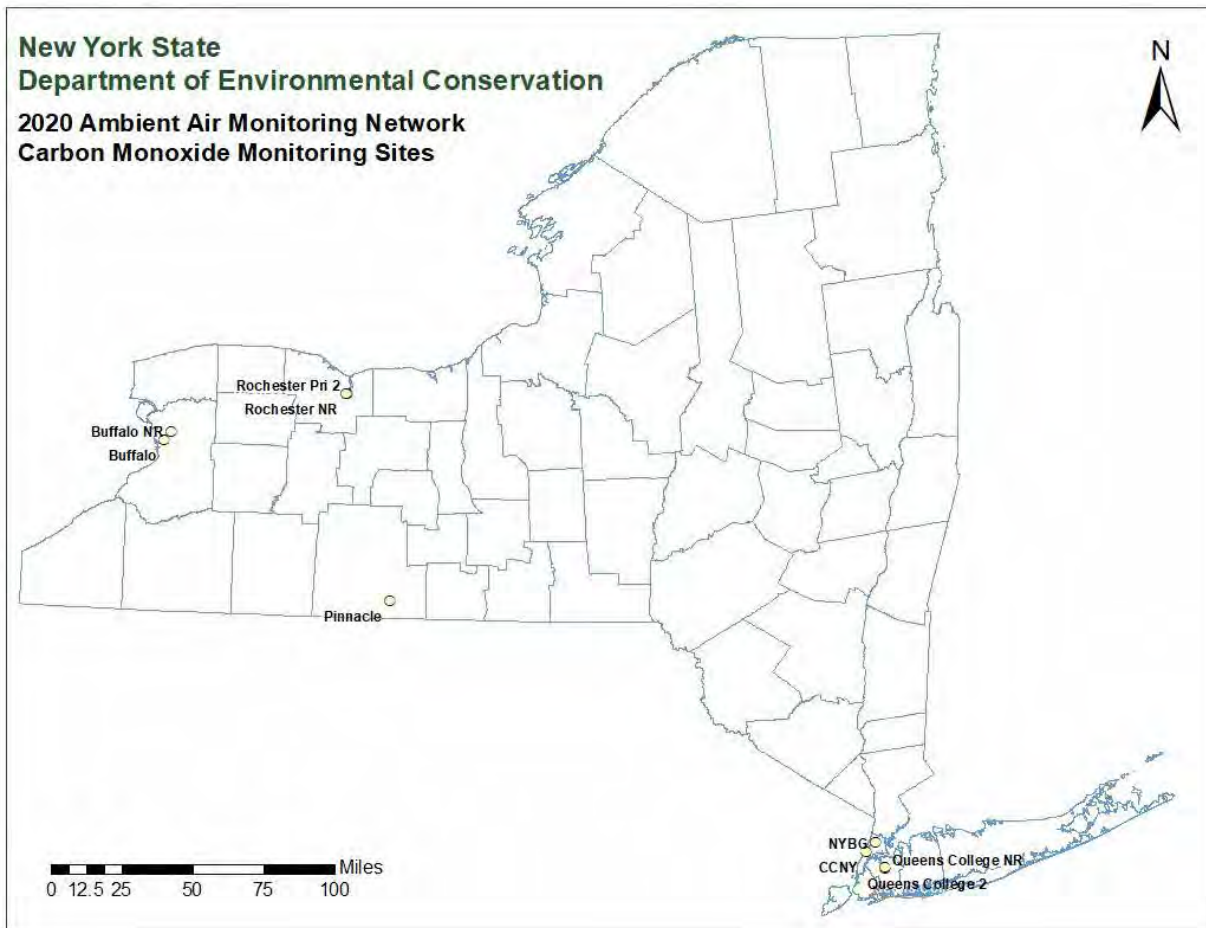 New York State
Department of Environmental Conservation
2020 Ambient Air Monitoring Network
Carbon Monoxide Monitoring Sites
N
Rochester Pri 2
Rochester NR
Buffalo NR
Buffalo
Pinnacle
NYBG
CCNY
Queens College NR
Queens College 2
Miles
0 12.5 25 50 75 100